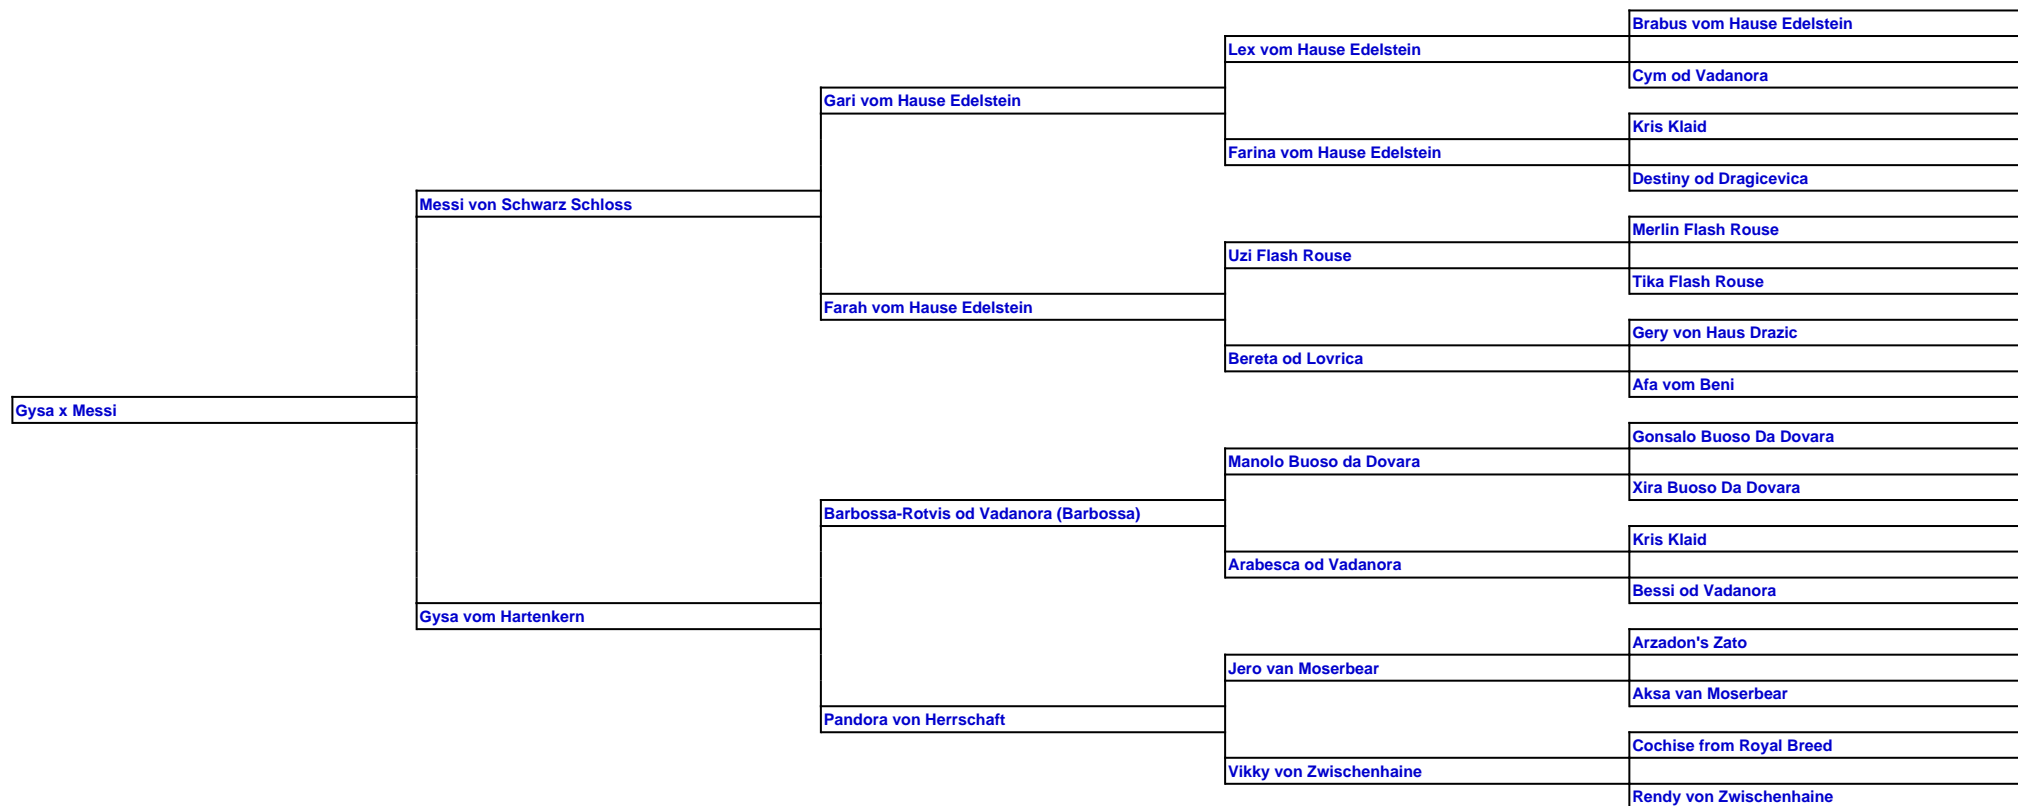 Brabus vom Hause Edelstein
Lex vom Hause Edelstein
Cym od Vadanora
Gari vom Hause Edelstein
Kris Klaid
Farina vom Hause Edelstein
Destiny od Dragicevica
Messi von Schwarz Schloss
Merlin Flash Rouse
Uzi Flash Rouse
Tika Flash Rouse
Farah vom Hause Edelstein
Gery von Haus Drazic
Bereta od Lovrica
Afa vom Beni
Gysa x Messi
Gonsalo Buoso Da Dovara
Manolo Buoso da Dovara
Xira Buoso Da Dovara
Barbossa-Rotvis od Vadanora (Barbossa)
Kris Klaid
Arabesca od Vadanora
Bessi od Vadanora
Gysa vom Hartenkern
Arzadon's Zato
Jero van Moserbear
Aksa van Moserbear
Pandora von Herrschaft
Cochise from Royal Breed
Vikky von Zwischenhaine
Rendy von Zwischenhaine